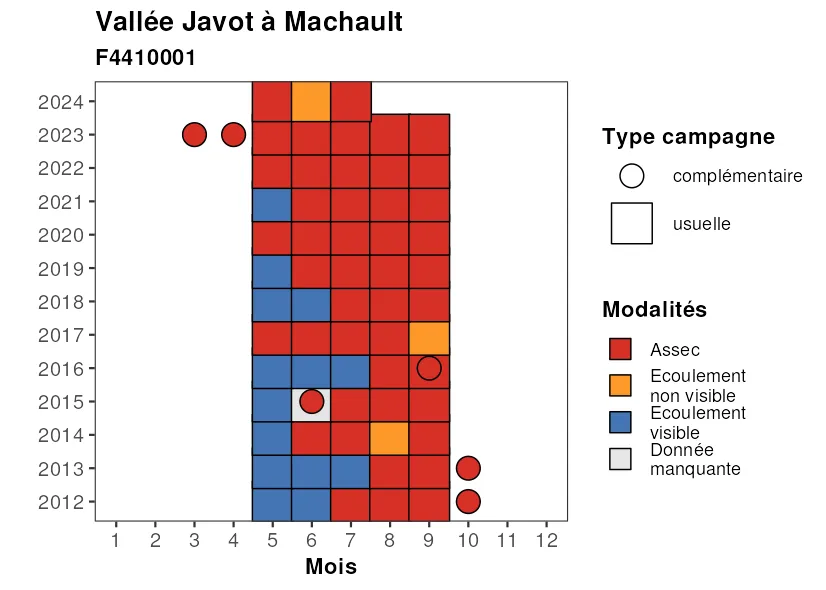 Vallée Javot à Machault
F4410001
2024
2023
2022
2021
2020
2019
2018
2017
2016
2015
2014
2013
2012
1 2 3 4 5 6 7 8 9 10 11 12
Mois
Type campagne
complémentaire
usuelle
Modalités
Assec
Ecoulement
non visible
Ecoulement
visible
Donnée
manquante